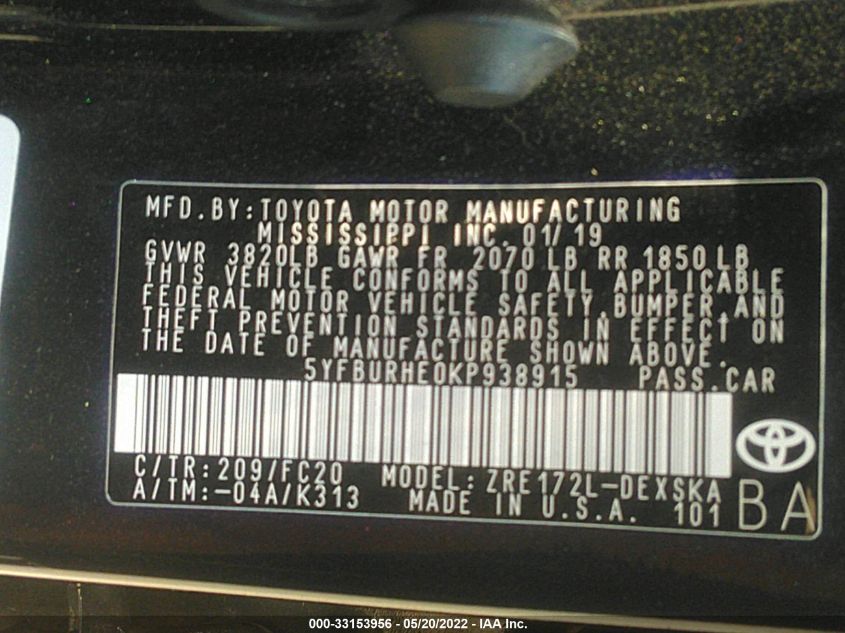 MFD.BY:TOYOTA MOTOR MANUFACTURING
MISSISSIPPI INC. 01/19
GVWR 3820LB GAWR FR 2070 LB RR 1850 LB
THIS VEHICLE CONFORMS TO ALL APPLICABLE
FEDERAL MOTOR VEHICLE SAFETY,BUMPER,AND
THEFT PREVENTION STANDARDS IN EFFECT ON
THE DATE OF MANUFACTURE SHOWN ABOVE.
5YFBURHE0KP938915 PASS.CAR
C/TR:209/FC20 MODEL: ZRE172L-DEXSKA
A/TM:-04A/K313 MADE IN U.S.A. 101 BA
000-33153956 - 05/20/2022 - IAA Inc.